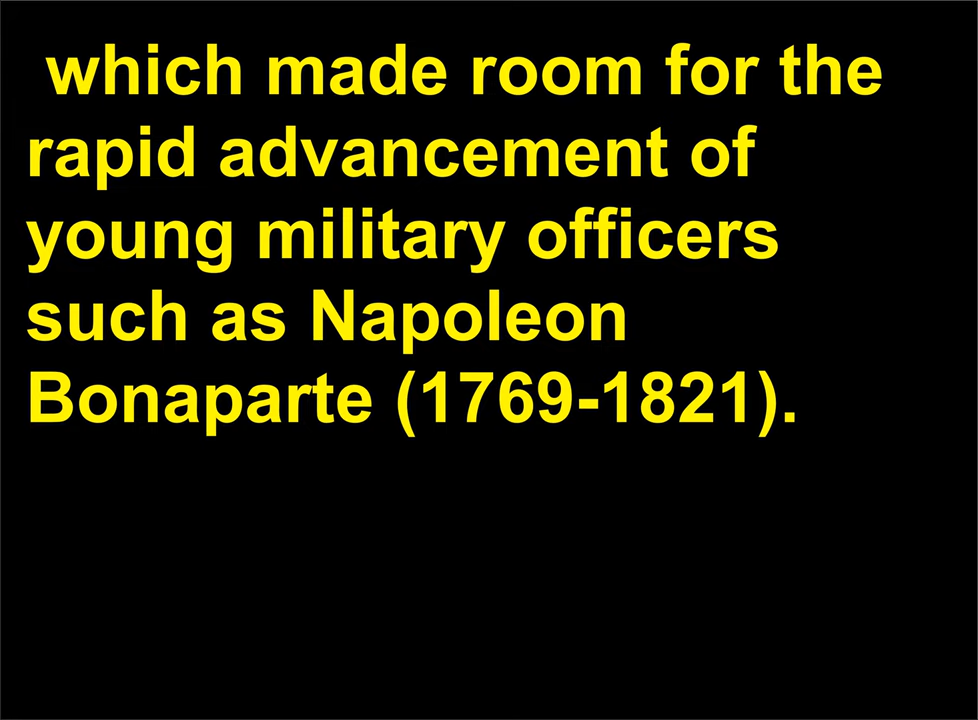 which made room for the
rapid advancement of
young military officers
such as Napoleon
Bonaparte (1769-1821).